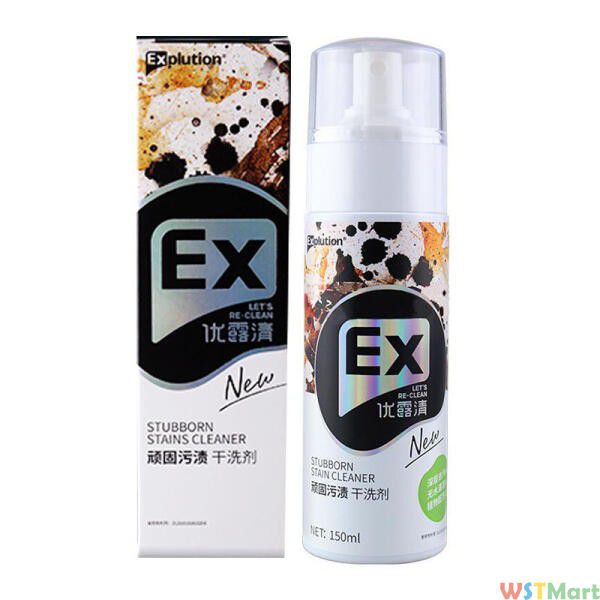 Explution
Ex
LET'S
RE-CLEAN
优露清
New
STUBBORN
STAINS CLEANER
顽固污渍 干洗剂
Explution®
Ex
LET'S
RE-CLEAN
优露清
New
STUBBORN
STAIN CLEANER
顽固污渍 干洗剂
NET: 150ml
WSTMart